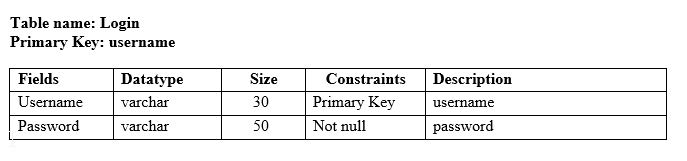 Table name: Login
Primary Key: username
Fields Datatype Size Constraints Description
Username varchar 30 Primary Key username
Password varchar 50 Not null password